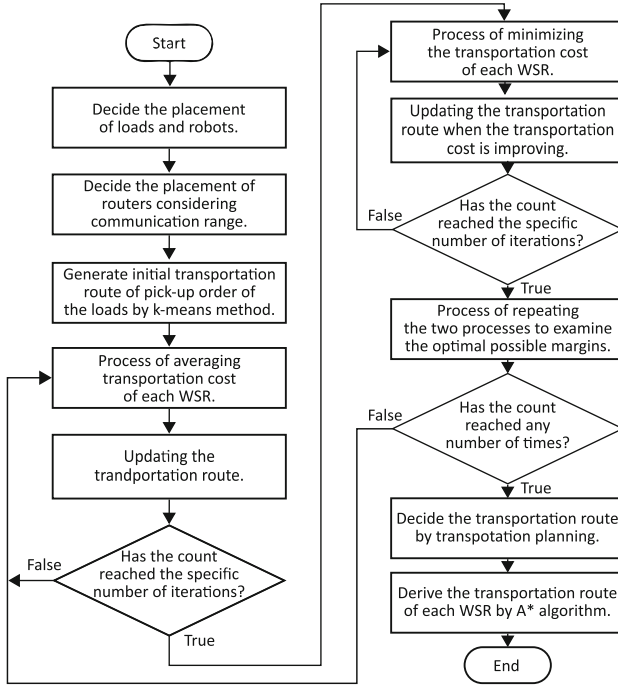 Start
Decide the placement
of loads and robots.
Decide the placement of
routers considering
communication range.
Generate initial transportation
route of pick-up order of
the loads by k-means method.
Process of averaging
transportation cost
of each WSR.
Updating the
trandportation route.
False
Has the count
reached the specific
number of iterations?
True
Process of minimizing
the transportation cost
of each WSR.
Updating the transportation
route when the transportation
cost is improving.
False
Has the count
reached the specific
number of iterations?
True
Process of repeating
the two processes to examine
the optimal possible margins.
False
Has the count
reached any
number of times?
True
Decide the transportation route
by transpotation planning.
Derive the transportation route
of each WSR by A* algorithm.
End